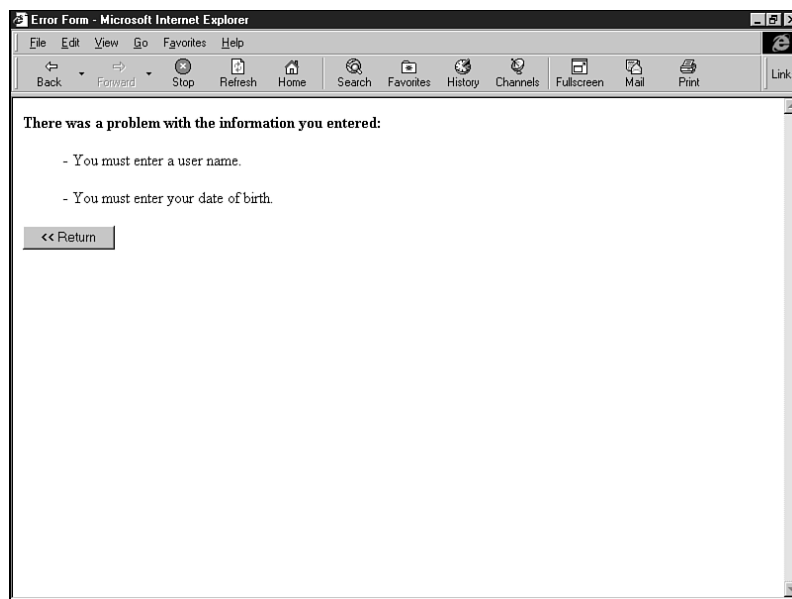 Error Form - Microsoft Internet Explorer
File Edit View Go Favorites Help
Back Forward Stop Refresh Home Search Favorites History Channels Fullscreen Mail Print Link
There was a problem with the information you entered:
- You must enter a user name.
- You must enter your date of birth.
<< Return